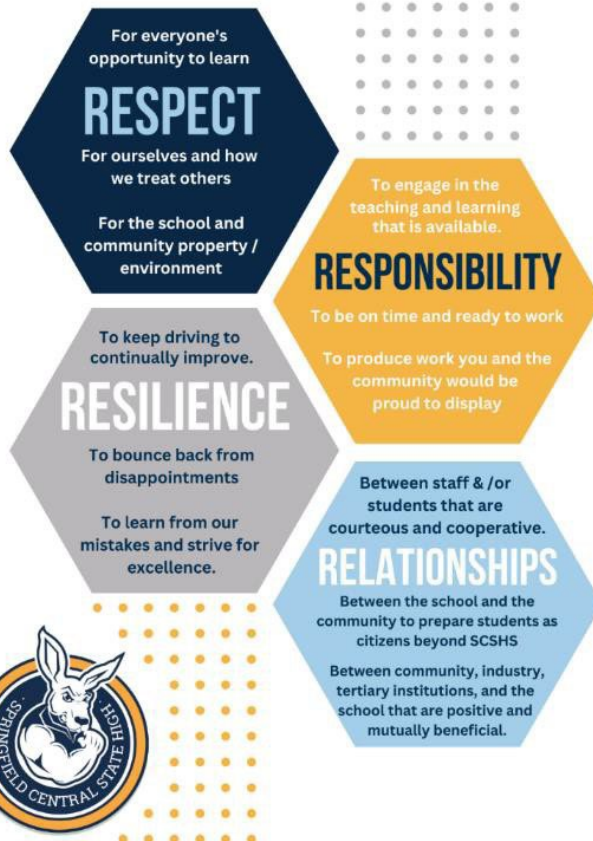 For everyone's
opportunity to learn
RESPECT
For ourselves and how
we treat others
For the school and
community property /
environment
To engage in the
teaching and learning
that is available.
RESPONSIBILITY
To be on time and ready to work
To produce work you and the
community would be
proud to display
To keep driving to
continually improve.
RESILIENCE
To bounce back from
disappointments
To learn from our
mistakes and strive for
excellence.
Between staff & /or
students that are
courteous and cooperative.
RELATIONSHIPS
Between the school and the
community to prepare students as
citizens beyond SCSHS
Between community, industry,
tertiary institutions, and the
school that are positive and
mutually beneficial.
· SPRINGFIELD CENTRAL STATE HIGH ·